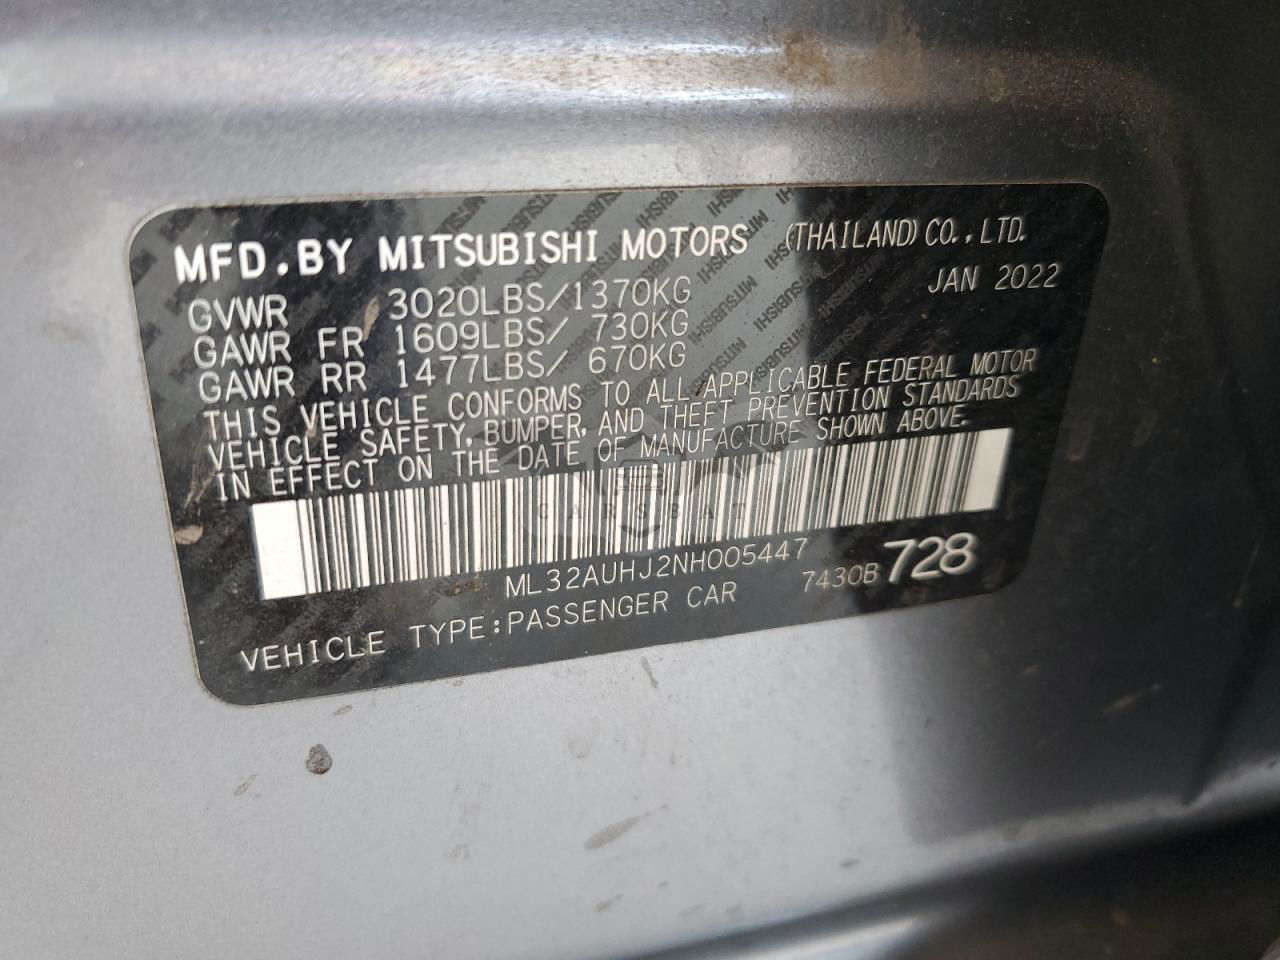 MFD.BY MITSUBISHI MOTORS (THAILAND) CO.,LTD.
JAN 2022
GVWR 3020LBS/1370KG
GAWR FR 1609LBS/ 730KG
GAWR RR 1477LBS/ 670KG
THIS VEHICLE CONFORMS TO ALL APPLICABLE FEDERAL MOTOR
VEHICLE SAFETY, BUMPER, AND THEFT PREVENTION STANDARDS
IN EFFECT ON THE DATE OF MANUFACTURE SHOWN ABOVE.
CARSBAT
ML32AUHJ2NH005447
7430B 728
VEHICLE TYPE:PASSENGER CAR